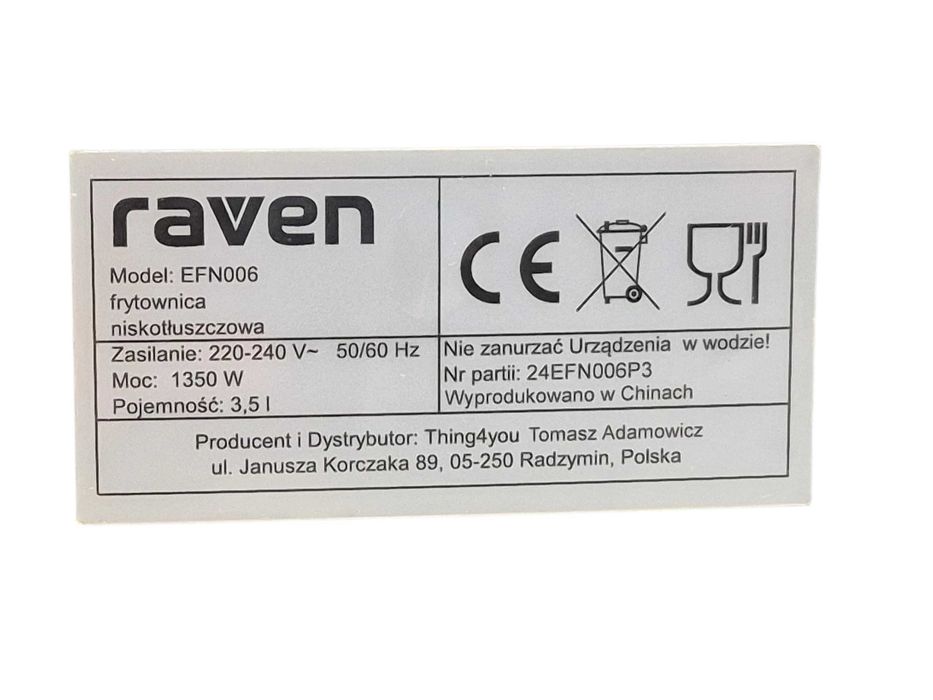 raven
Model: EFN006
frytownica
niskotłuszczowa
Zasilanie: 220-240 V~ 50/60 Hz
Moc: 1350 W
Pojemność: 3,5 l
CE
Nie zanurzać Urządzenia w wodzie!
Nr partii: 24EFN006P3
Wyprodukowano w Chinach
Producent i Dystrybutor: Thing4you Tomasz Adamowicz
ul. Janusza Korczaka 89, 05-250 Radzymin, Polska